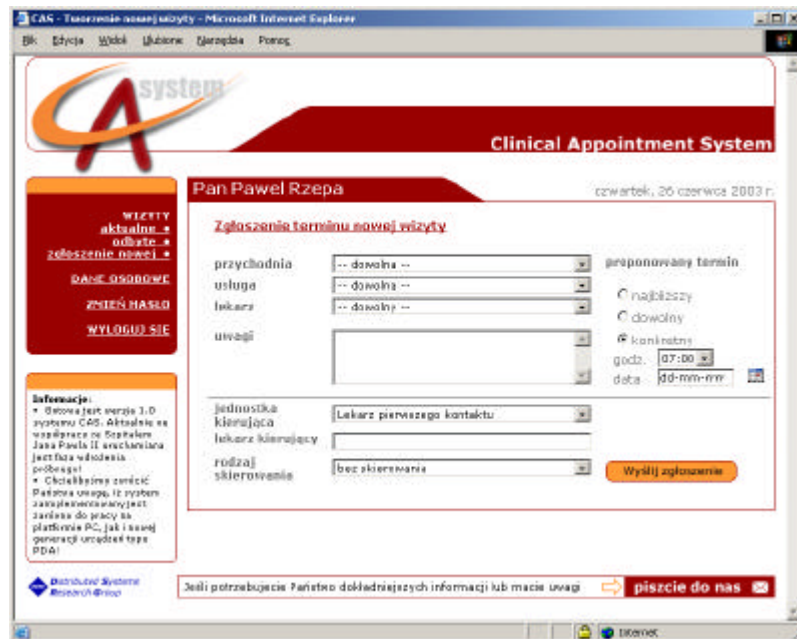 CAS - Tworzenie nowej wizyty - Microsoft Internet Explorer
Plik Edycja Widok Ulubione Narzędzia Pomoc
A system
Clinical Appointment System
Pan Paweł Rzepa
czwartek, 26 czerwca 2003 r.
WIZYTY
aktualne
odbyte
zgłoszenie nowej
DANE OSOBOWE
ZMIEŃ HASŁO
WYLOGUJ SIĘ
Zgłoszenie terminu nowej wizyty
przychodnia -- dowolna --
usługa -- dowolna --
lekarz -- dowolny --
uwagi
proponowany termin
najbliższy
dowolny
konkretny
godz. 07:00
data dd-mm-rrrr
jednostka
kierująca
Lekarz pierwszego kontaktu
lekarz kierujący
rodzaj
skierowania
bez skierowania
Wyślij zgłoszenie
Informacje:
• Gotowa jest wersja 1.0
systemu CAS. Aktualnie we
współpracy ze Szpitalem
Jana Pawla II uruchamiana
jest faza wdrożenia
próbnego!
• Chcielibyśmy zwrócić
Państwa uwagę, iż system
zaimplementowany jest
zarówno do pracy na
platformie PC, jak i nowej
generacji urządzeń typu
PDA!
Distributed Systems
Research Group
Jeśli potrzebujecie Państwo dokładniejszych informacji lub macie uwagi
piszcie do nas
Internet